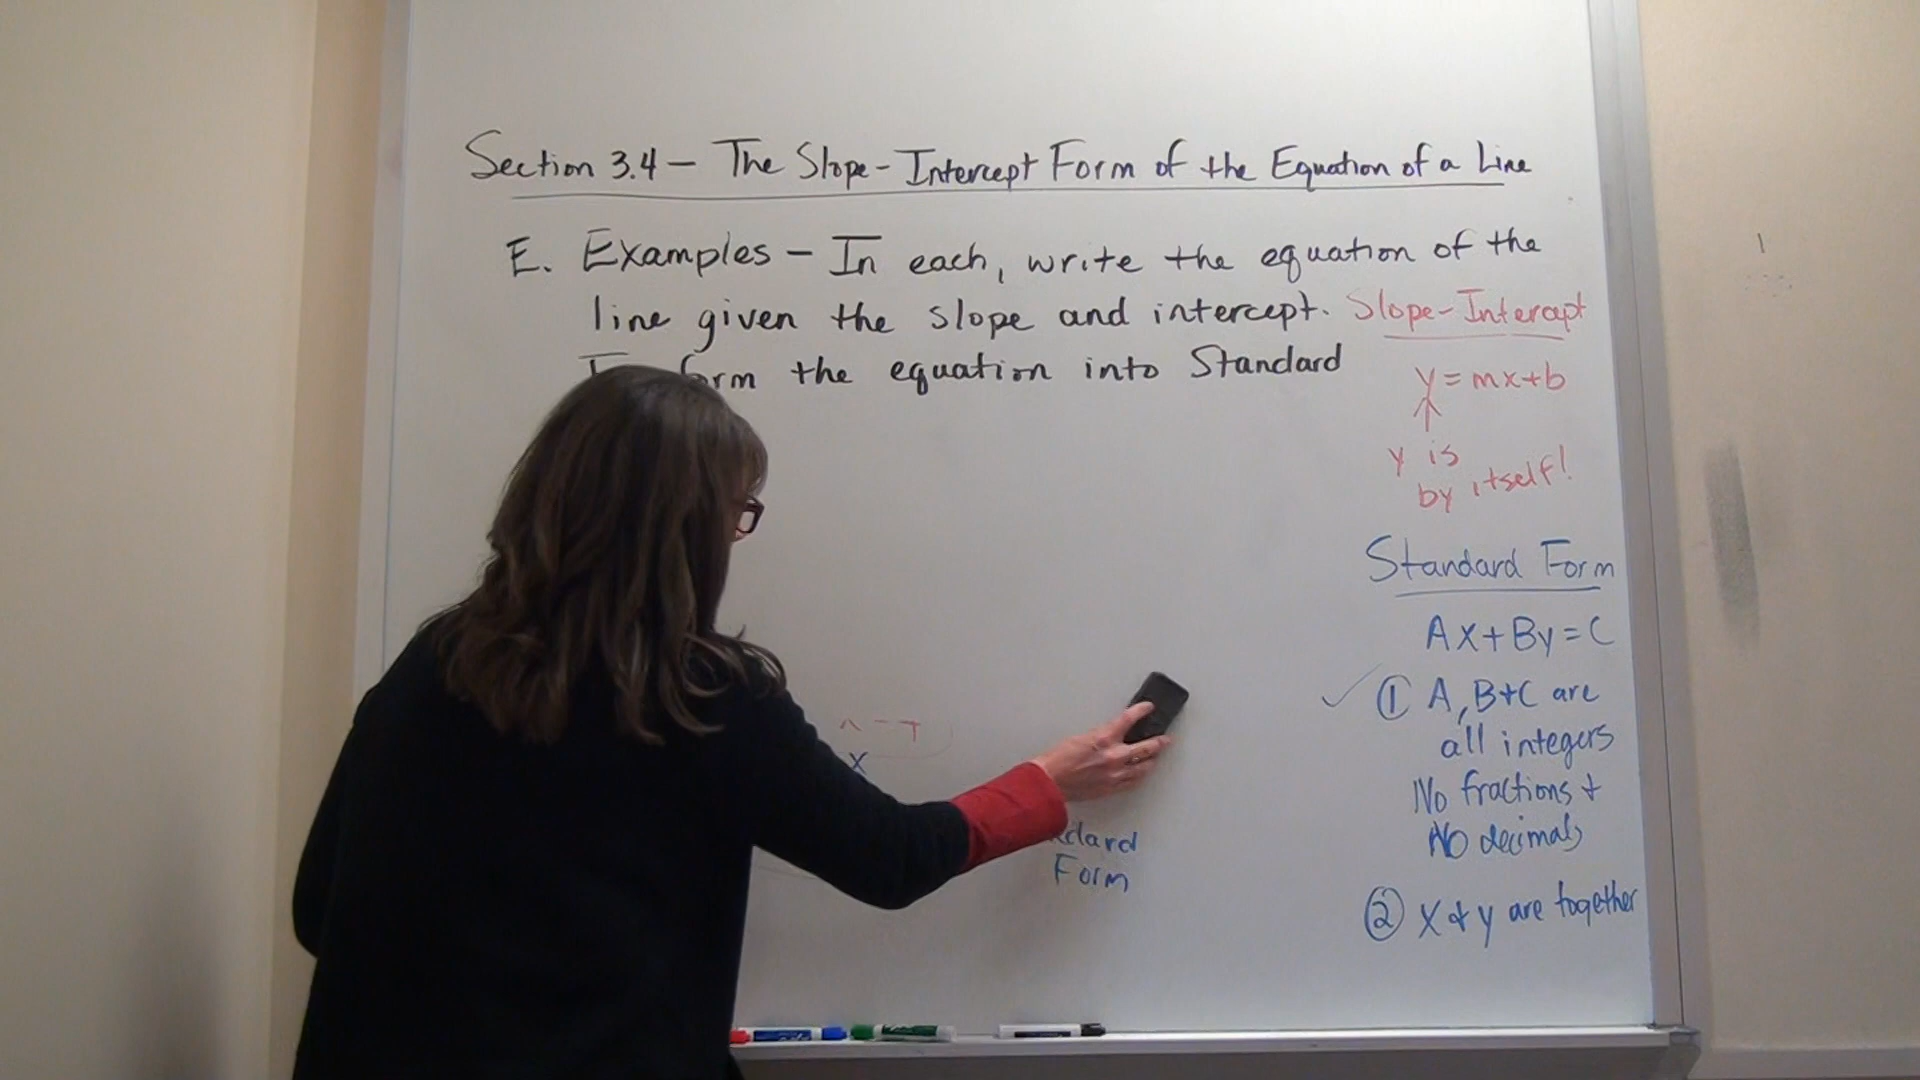 Section 3.4 - The Slope-Intercept Form of the Equation of a Line
E. Examples - In each, write the equation of the
line given the slope and intercept.
form the equation into Standard
Slope-Intercept
y = mx+b
y is
by itself!
Standard Form
Ax + By = C
① A, B + C are
all integers
No fractions +
No decimals
② X & y are together
X
dard
Form